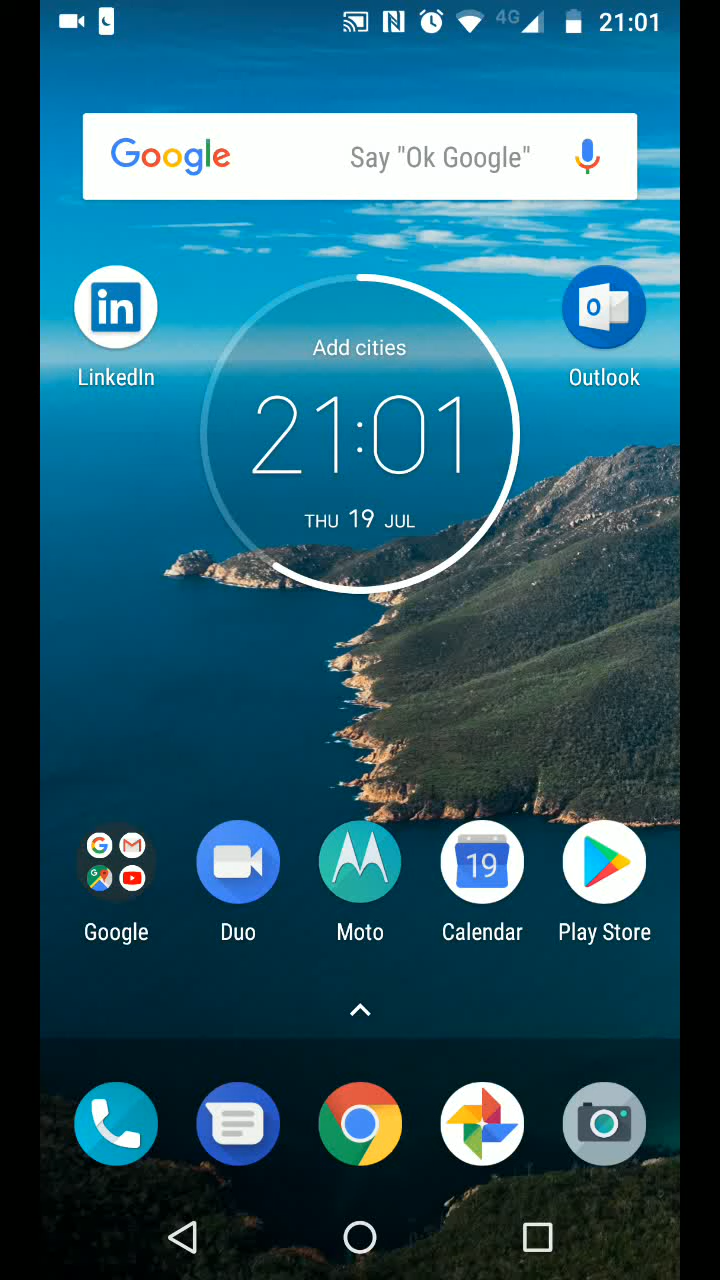 4G 21:01
Google Say "Ok Google"
in
LinkedIn
O
Outlook
Add cities
21:01
THU 19 JUL
G
19
Google Duo Moto Calendar Play Store